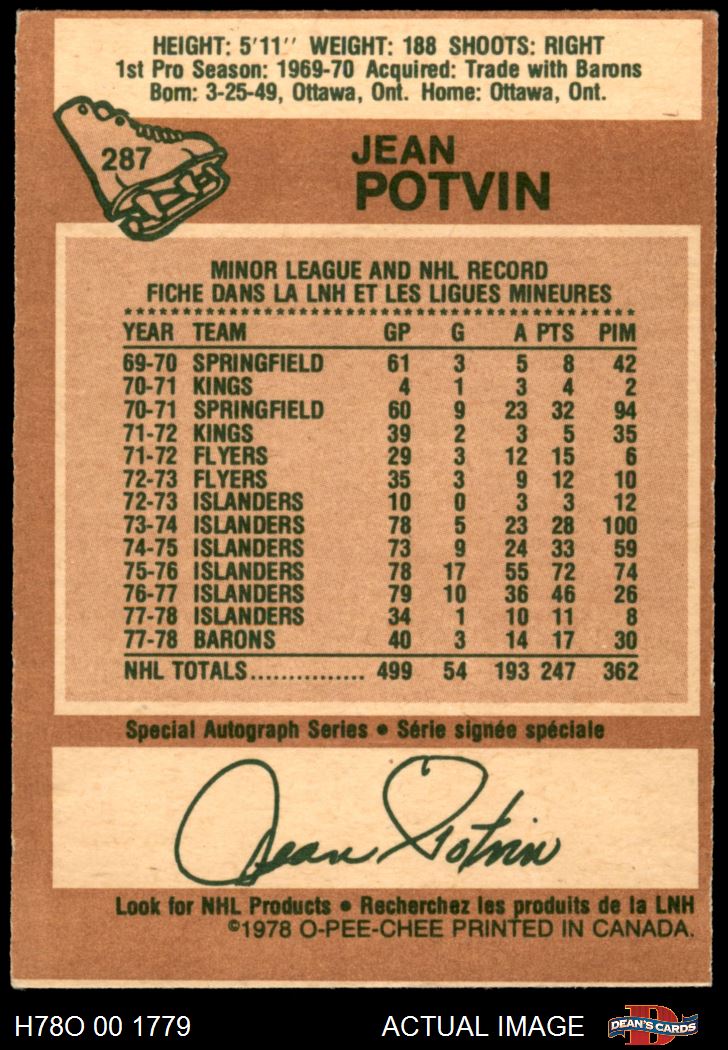 HEIGHT: 5'11'' WEIGHT: 188 SHOOTS: RIGHT
1st Pro Season: 1969-70 Acquired: Trade with Barons
Born: 3-25-49, Ottawa, Ont. Home: Ottawa, Ont.
287
JEAN
POTVIN
MINOR LEAGUE AND NHL RECORD
FICHE DANS LA LNH ET LES LIGUES MINEURES
YEAR TEAM GP G A PTS PIM
69-70 SPRINGFIELD 61 3 5 8 42
70-71 KINGS 4 1 3 4 2
70-71 SPRINGFIELD 60 9 23 32 94
71-72 KINGS 39 2 3 5 35
71-72 FLYERS 29 3 12 15 6
72-73 FLYERS 35 3 9 12 10
72-73 ISLANDERS 10 0 3 3 12
73-74 ISLANDERS 78 5 23 28 100
74-75 ISLANDERS 73 9 24 33 59
75-76 ISLANDERS 78 17 55 72 74
76-77 ISLANDERS 79 10 36 46 26
77-78 ISLANDERS 34 1 10 11 8
77-78 BARONS 40 3 14 17 30
NHL TOTALS............... 499 54 193 247 362
Special Autograph Series • Série signée spéciale
Jean Potvin
Look for NHL Products • Recherchez les produits de la LNH
©1978 O-PEE-CHEE PRINTED IN CANADA.
H78O 00 1779 ACTUAL IMAGE DEAN'S CARDS